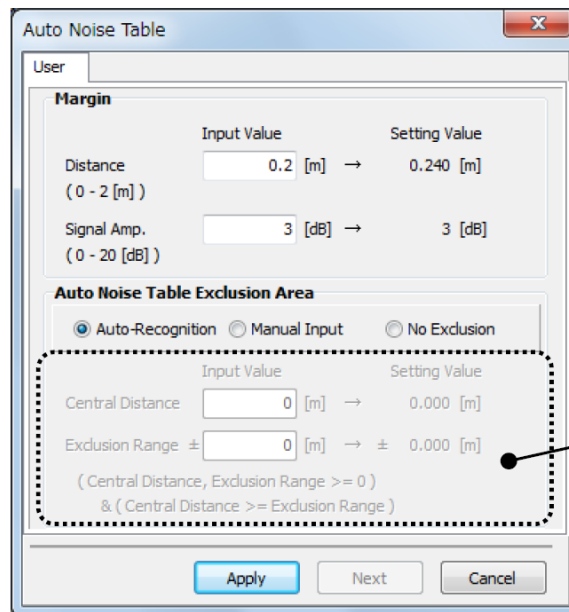 Auto Noise Table
User
Margin
Input Value Setting Value
Distance 0.2 [m] → 0.240 [m]
( 0 - 2 [m] )
Signal Amp. 3 [dB] → 3 [dB]
( 0 - 20 [dB] )
Auto Noise Table Exclusion Area
Auto-Recognition Manual Input No Exclusion
Input Value Setting Value
Central Distance 0 [m] → 0.000 [m]
Exclusion Range ± 0 [m] → ± 0.000 [m]
( Central Distance, Exclusion Range >= 0 )
& ( Central Distance >= Exclusion Range )
Apply Next Cancel